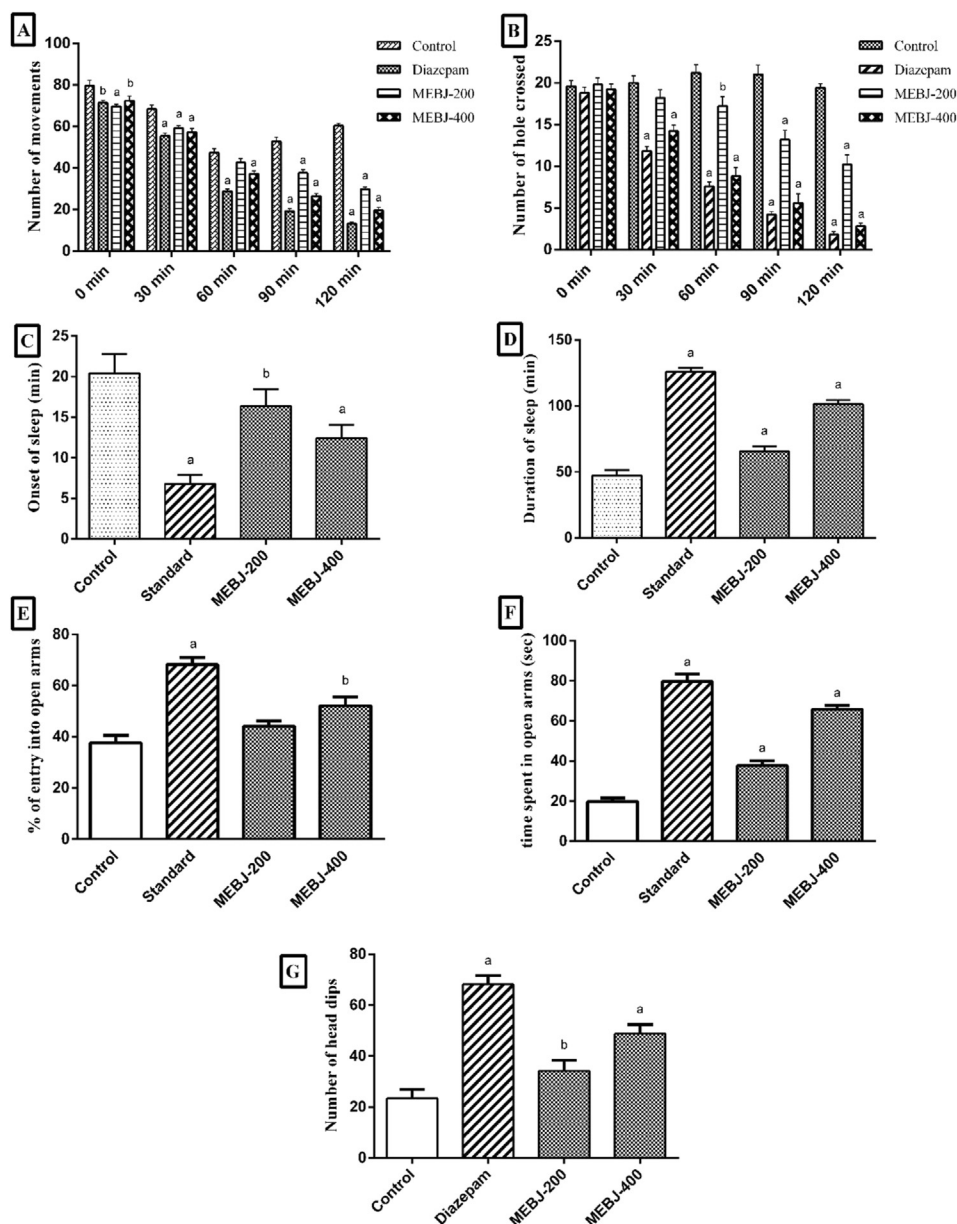 A
Number of movements
100
80
60
40
20
0
b
a
b
a
a
a
a
a
a
a
a
a
a
a
0 min
30 min
60 min
90 min
120 min
Control
Diazepam
MEBJ-200
MEBJ-400
B
Number of hole crossed
25
20
15
10
5
0
a
a
a
b
a
a
a
a
a
a
a
0 min
30 min
60 min
90 min
120 min
Control
Diazepam
MEBJ-200
MEBJ-400
C
Onset of sleep (min)
25
20
15
10
5
0
a
b
a
Control
Standard
MEBJ-200
MEBJ-400
D
Duration of sleep (min)
150
100
50
0
a
a
a
Control
Standard
MEBJ-200
MEBJ-400
E
% of entry into open arms
80
60
40
20
0
a
b
Control
Standard
MEBJ-200
MEBJ-400
F
time spent in open arms (sec)
100
80
60
40
20
0
a
a
a
Control
Standard
MEBJ-200
MEBJ-400
G
Number of head dips
80
60
40
20
0
a
b
a
Control
Diazepam
MEBJ-200
MEBJ-400